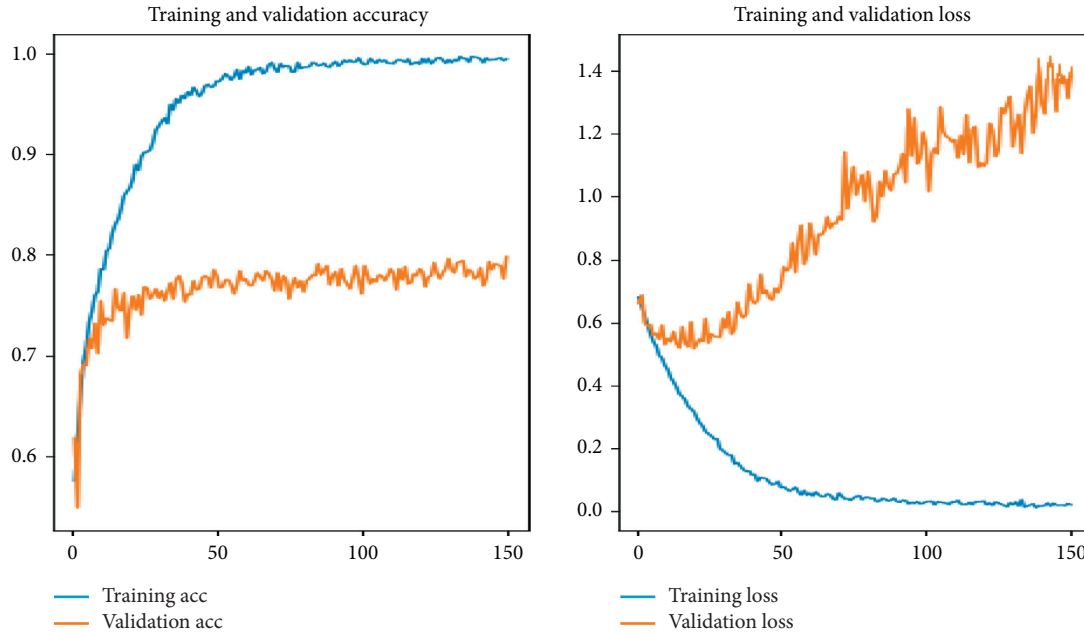 Training and validation accuracy
1.0
0.9
0.8
0.7
0.6
0 50 100 150
Training acc
Validation acc
Training and validation loss
1.4
1.2
1.0
0.8
0.6
0.4
0.2
0.0
0 50 100 150
Training loss
Validation loss